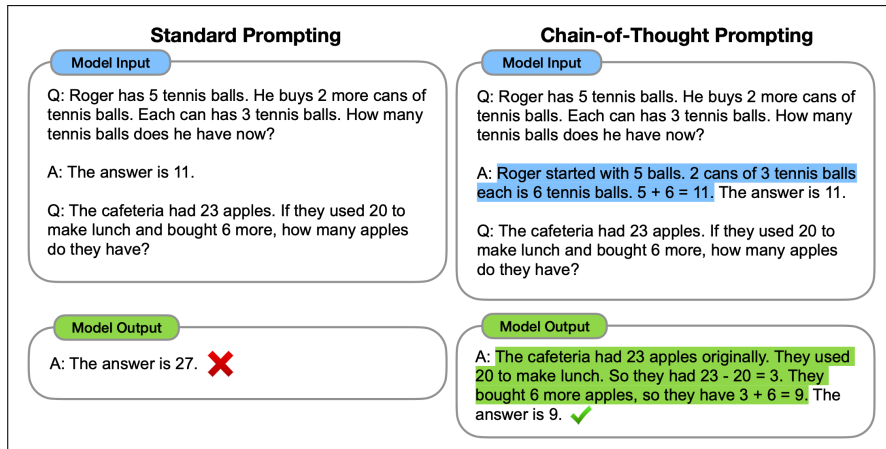 Standard Prompting
Model Input
Q: Roger has 5 tennis balls. He buys 2 more cans of
tennis balls. Each can has 3 tennis balls. How many
tennis balls does he have now?
A: The answer is 11.
Q: The cafeteria had 23 apples. If they used 20 to
make lunch and bought 6 more, how many apples
do they have?
Model Output
A: The answer is 27.
Chain-of-Thought Prompting
Model Input
Q: Roger has 5 tennis balls. He buys 2 more cans of
tennis balls. Each can has 3 tennis balls. How many
tennis balls does he have now?
A: Roger started with 5 balls. 2 cans of 3 tennis balls
each is 6 tennis balls. 5 + 6 = 11. The answer is 11.
Q: The cafeteria had 23 apples. If they used 20 to
make lunch and bought 6 more, how many apples
do they have?
Model Output
A: The cafeteria had 23 apples originally. They used
20 to make lunch. So they had 23 - 20 = 3. They
bought 6 more apples, so they have 3 + 6 = 9. The
answer is 9.